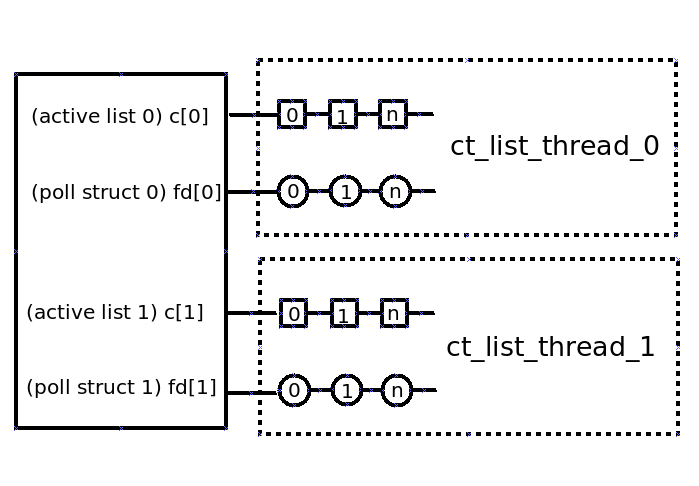 (active list 0) c[0]
0 1 n
ct_list_thread_0
(poll struct 0) fd[0]
0 1 n
(active list 1) c[1]
0 1 n
ct_list_thread_1
(poll struct 1) fd[1]
0 1 n